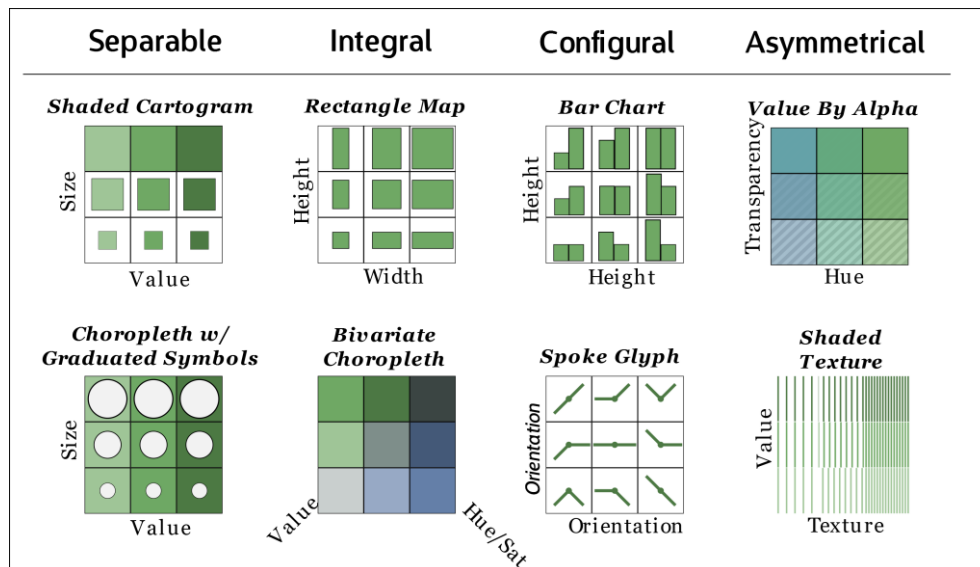 Separable
Integral
Configural
Asymmetrical
Shaded Cartogram
Size
Value
Rectangle Map
Height
Width
Bar Chart
Height
Height
Value By Alpha
Transparency
Hue
Choropleth w/
Graduated Symbols
Size
Value
Bivariate
Choropleth
Value
Hue/Sat
Spoke Glyph
Orientation
Orientation
Shaded
Texture
Value
Texture